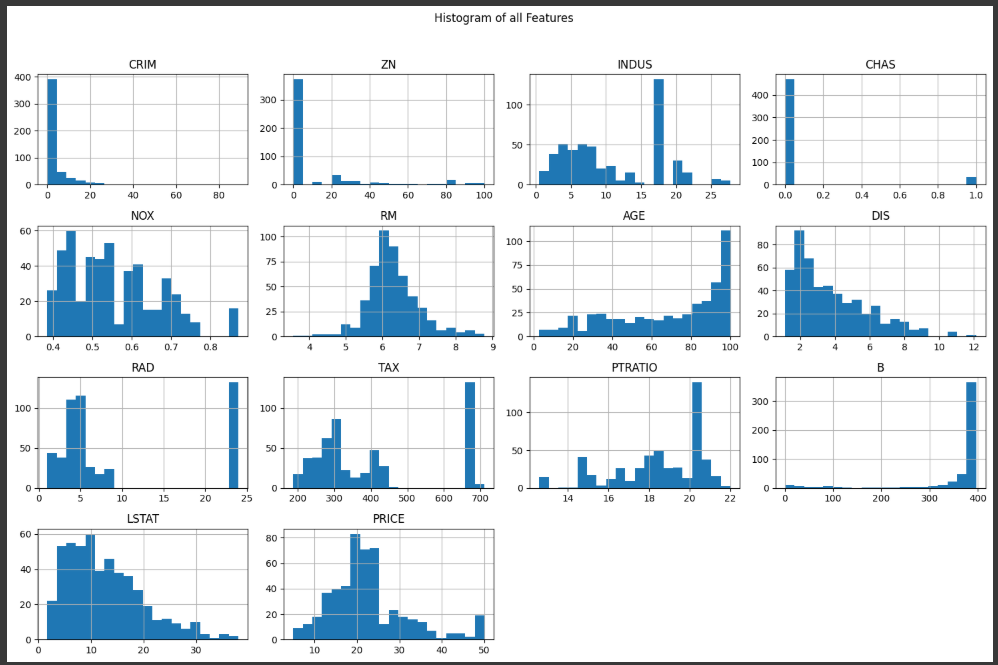 Histogram of all Features
CRIM
400
300
200
100
0
0 20 40 60 80
ZN
300
200
100
0
0 20 40 60 80 100
INDUS
100
50
0
0 5 10 15 20 25
CHAS
400
300
200
100
0
0.0 0.2 0.4 0.6 0.8 1.0
NOX
60
40
20
0
0.4 0.5 0.6 0.7 0.8
RM
100
75
50
25
0
4 5 6 7 8 9
AGE
100
75
50
25
0
0 20 40 60 80 100
DIS
80
60
40
20
0
2 4 6 8 10 12
RAD
100
50
0
0 5 10 15 20 25
TAX
100
50
0
200 300 400 500 600 700
PTRATIO
100
50
0
14 16 18 20 22
B
300
200
100
0
0 100 200 300 400
LSTAT
60
40
20
0
0 10 20 30
PRICE
80
60
40
20
0
10 20 30 40 50